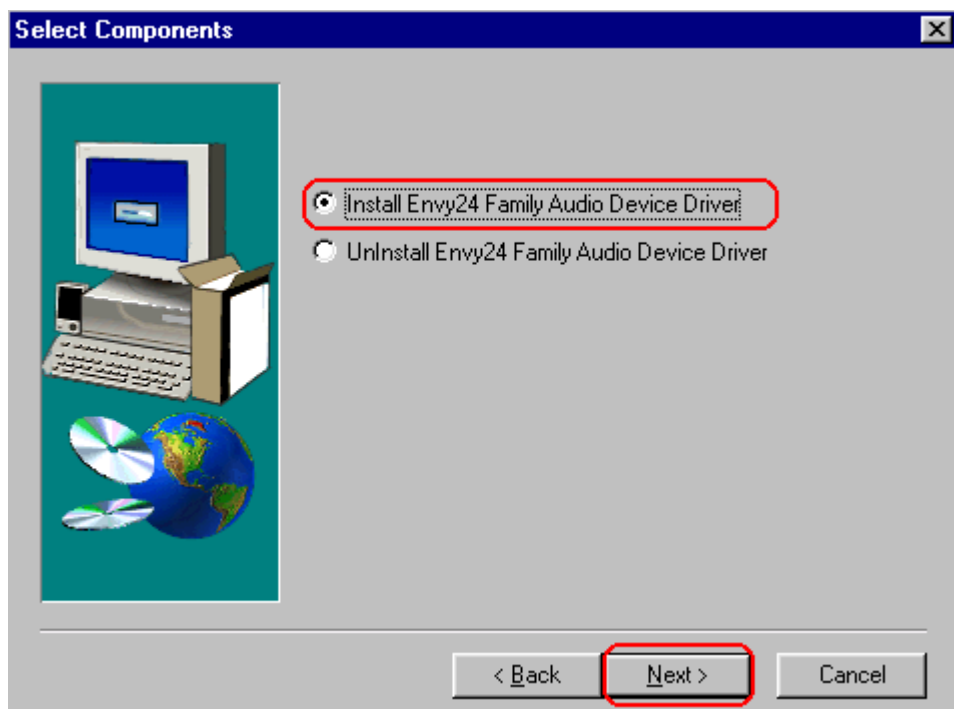 Select Components
Install Envy24 Family Audio Device Driver
UnInstall Envy24 Family Audio Device Driver
< Back
Next >
Cancel